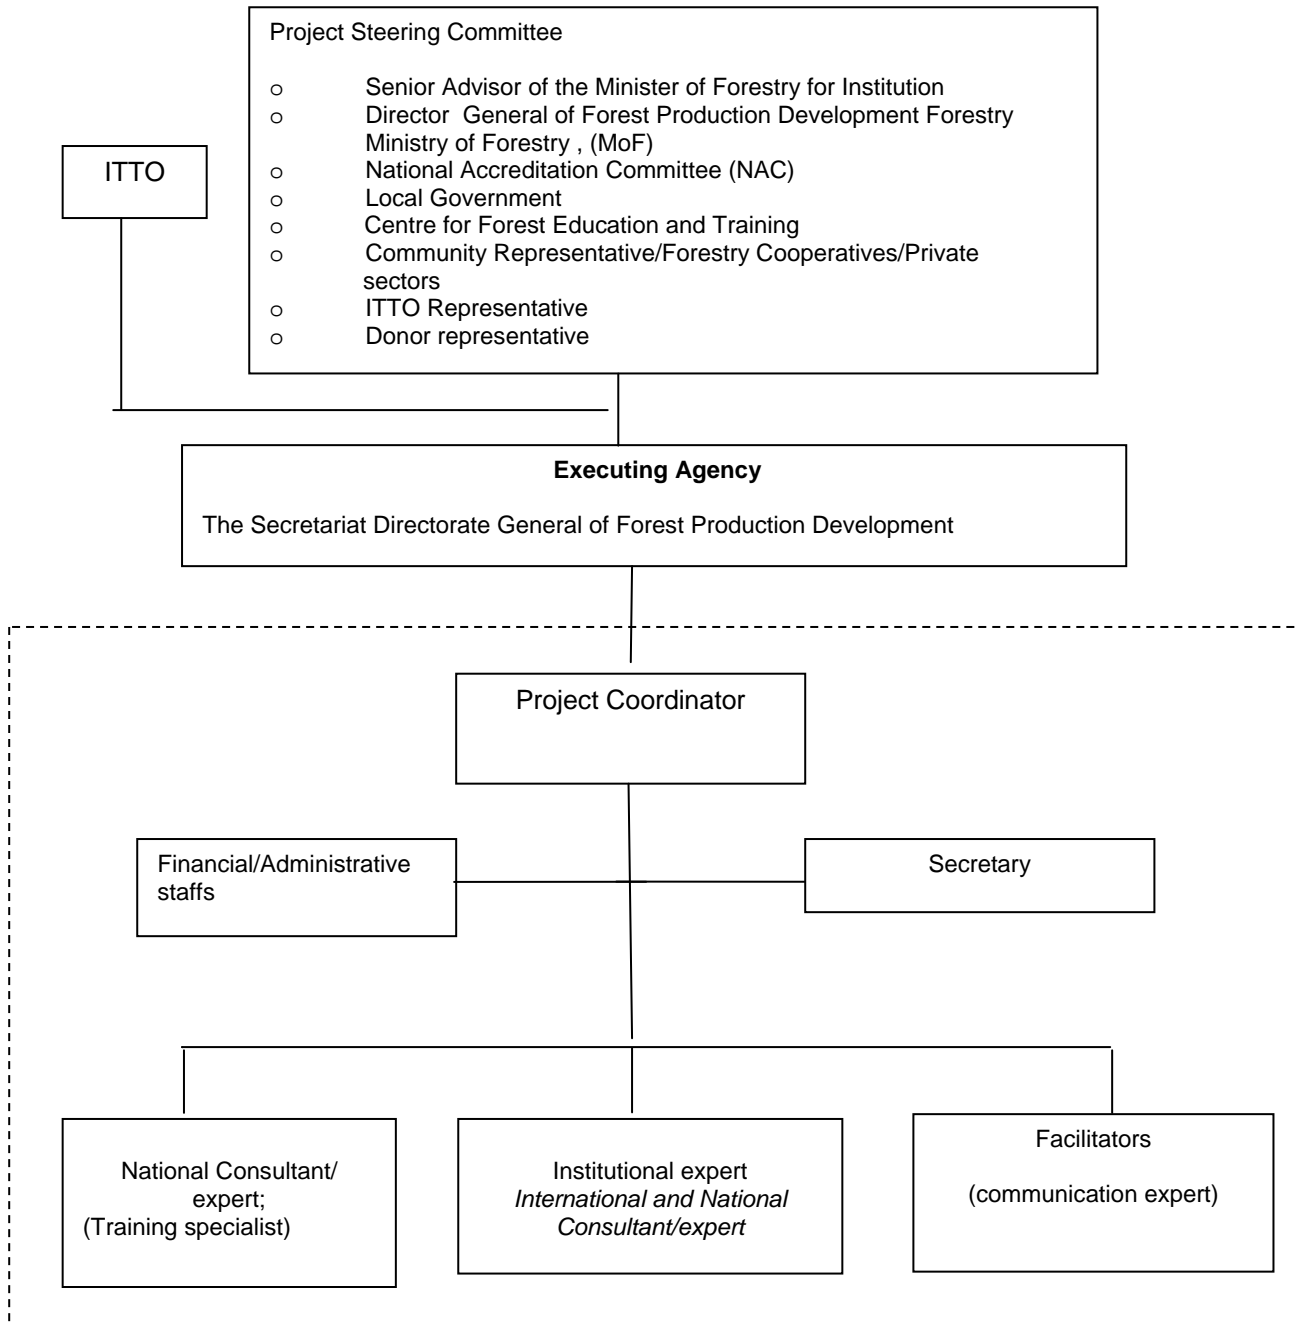 Project Steering Committee
o Senior Advisor of the Minister of Forestry for Institution
o Director General of Forest Production Development Forestry
Ministry of Forestry , (MoF)
o National Accreditation Committee (NAC)
o Local Government
o Centre for Forest Education and Training
o Community Representative/Forestry Cooperatives/Private
sectors
o ITTO Representative
o Donor representative
ITTO
Executing Agency
The Secretariat Directorate General of Forest Production Development
Project Coordinator
Financial/Administrative
staffs
Secretary
National Consultant/
expert;
(Training specialist)
Institutional expert
International and National
Consultant/expert
Facilitators
(communication expert)